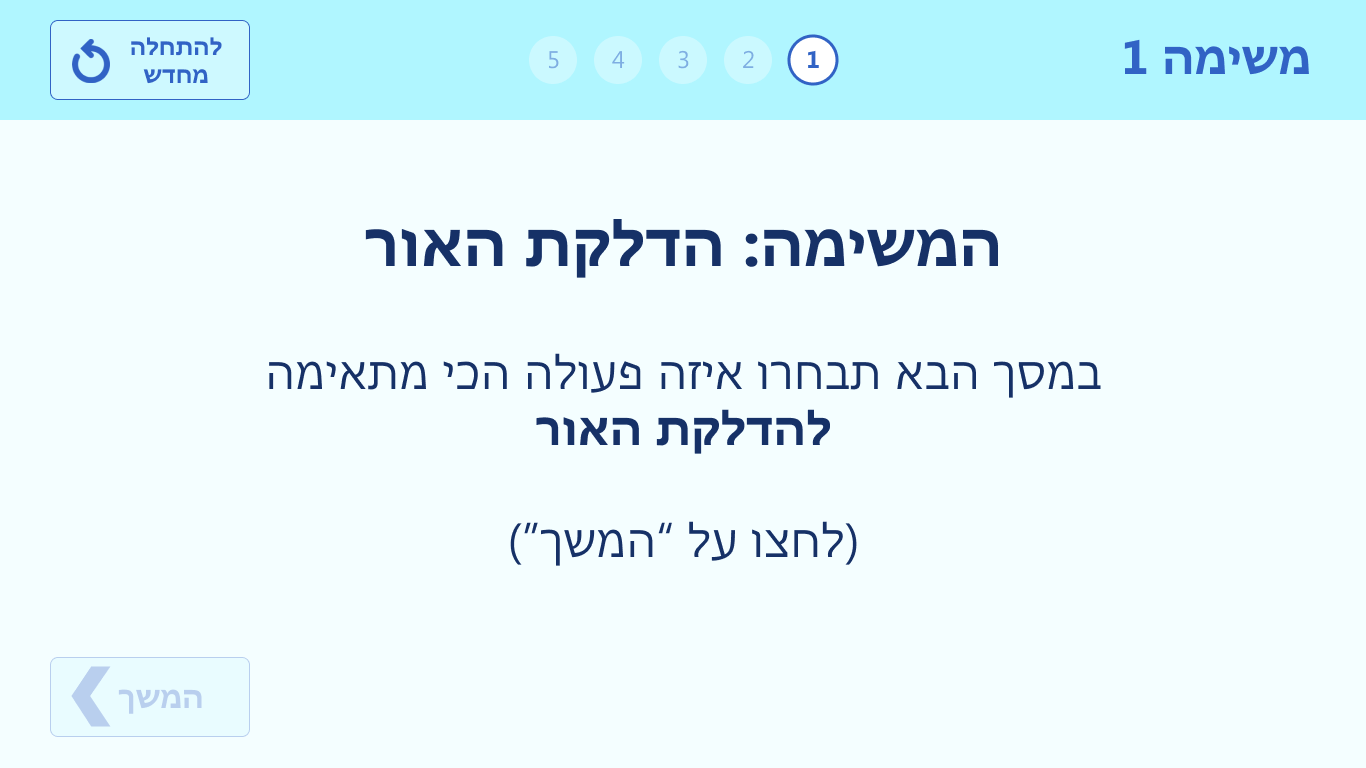 משימה 1
1 2 3 4 5
להתחלה
מחדש
המשימה: הדלקת האור
במסך הבא תבחרו איזה פעולה הכי מתאימה
להדלקת האור
(לחצו על “המשך”)
המשך